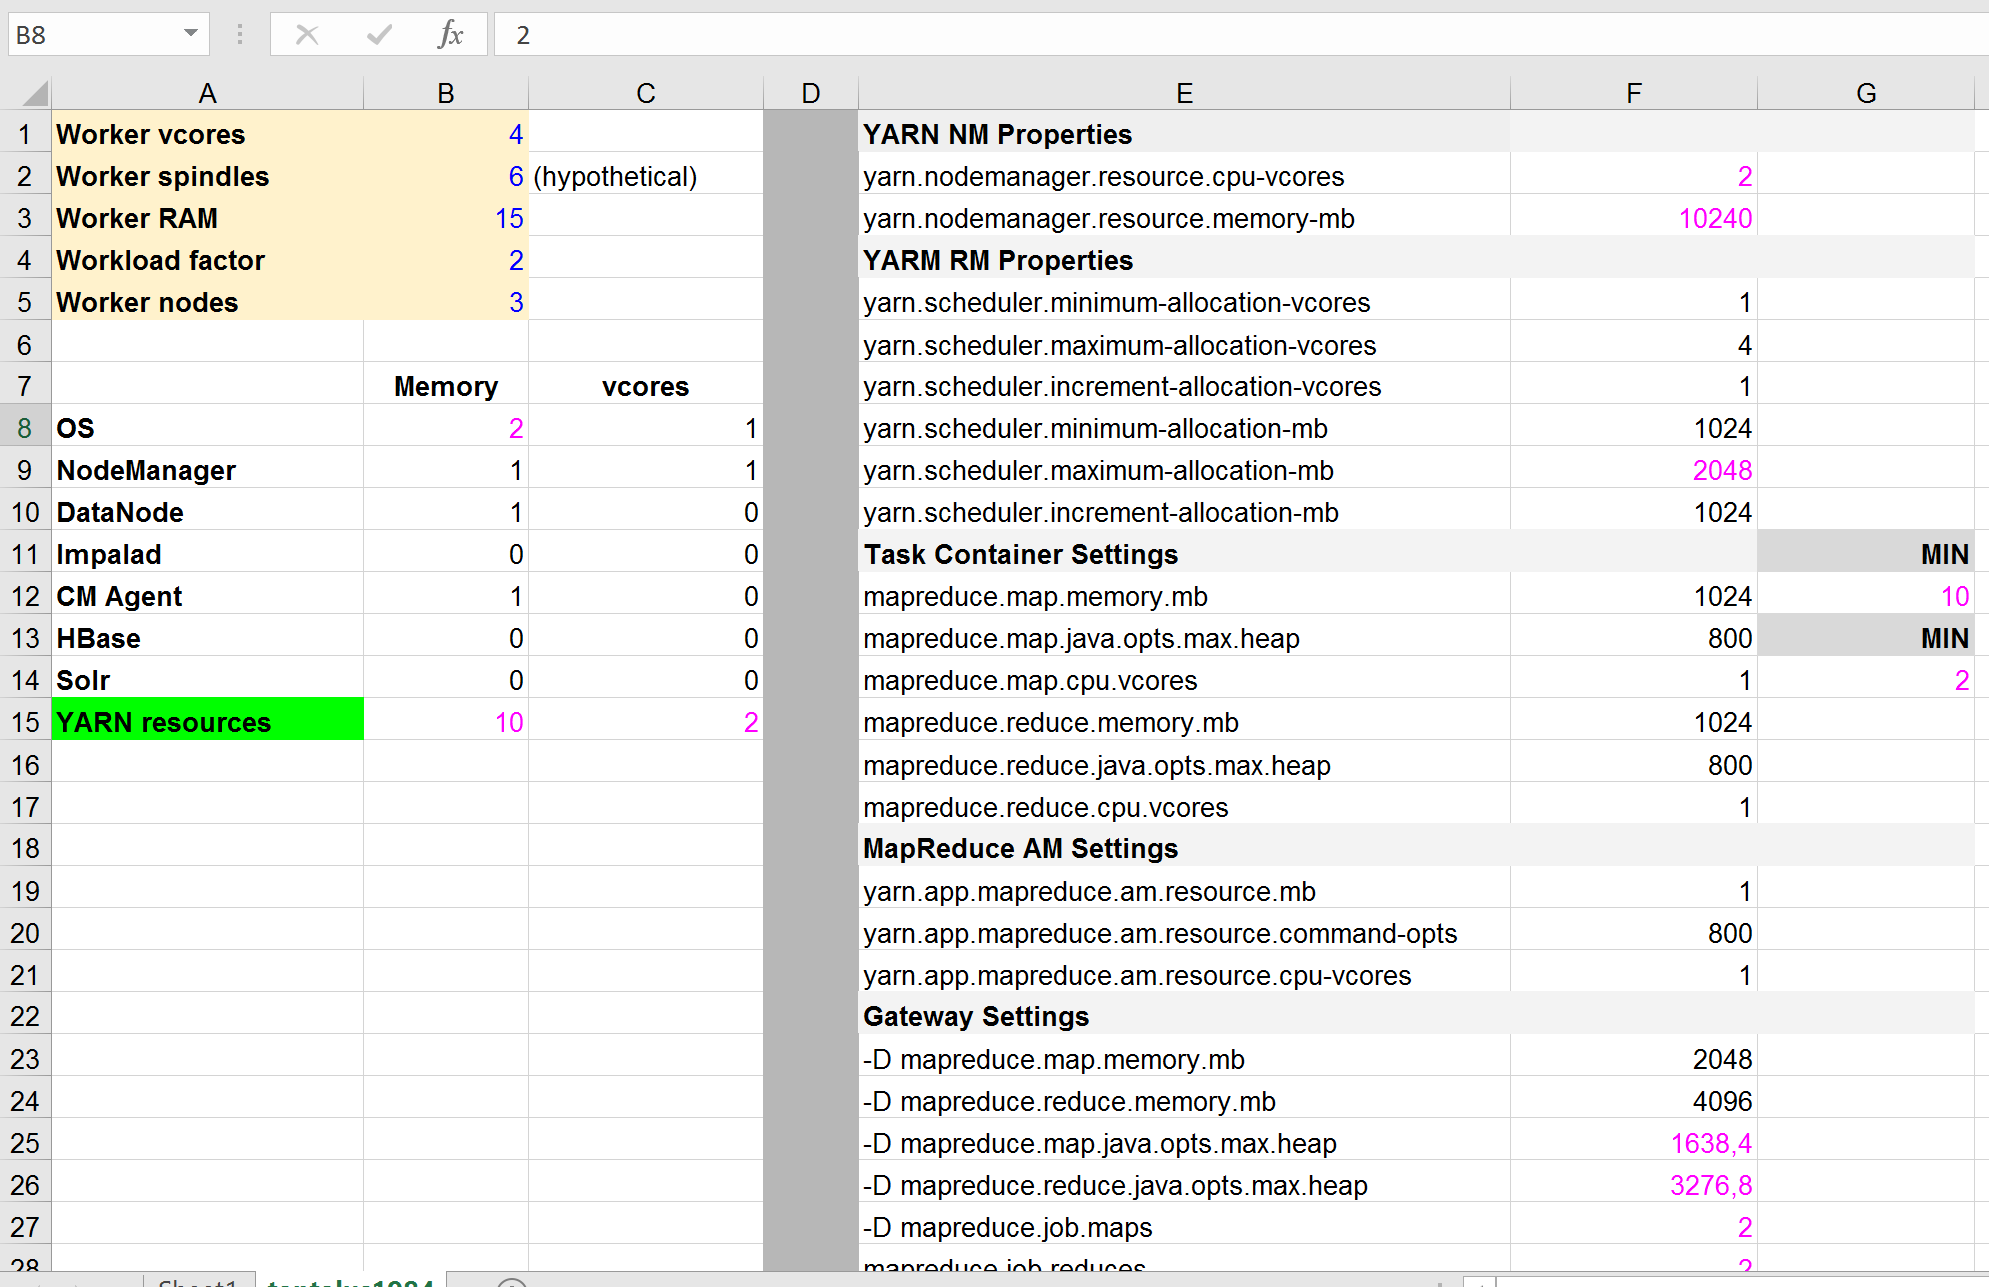 B8 fx 2
A B C D E F G
1 Worker vcores 4 YARN NM Properties
2 Worker spindles 6 (hypothetical) yarn.nodemanager.resource.cpu-vcores 2
3 Worker RAM 15 yarn.nodemanager.resource.memory-mb 10240
4 Workload factor 2 YARM RM Properties
5 Worker nodes 3 yarn.scheduler.minimum-allocation-vcores 1
6 yarn.scheduler.maximum-allocation-vcores 4
7 Memory vcores yarn.scheduler.increment-allocation-vcores 1
8 OS 2 1 yarn.scheduler.minimum-allocation-mb 1024
9 NodeManager 1 1 yarn.scheduler.maximum-allocation-mb 2048
10 DataNode 1 0 yarn.scheduler.increment-allocation-mb 1024
11 Impalad 0 0 Task Container Settings MIN
12 CM Agent 1 0 mapreduce.map.memory.mb 1024 10
13 HBase 0 0 mapreduce.map.java.opts.max.heap 800 MIN
14 Solr 0 0 mapreduce.map.cpu.vcores 1 2
15 YARN resources 10 2 mapreduce.reduce.memory.mb 1024
16 mapreduce.reduce.java.opts.max.heap 800
17 mapreduce.reduce.cpu.vcores 1
18 MapReduce AM Settings
19 yarn.app.mapreduce.am.resource.mb 1
20 yarn.app.mapreduce.am.resource.command-opts 800
21 yarn.app.mapreduce.am.resource.cpu-vcores 1
22 Gateway Settings
23 -D mapreduce.map.memory.mb 2048
24 -D mapreduce.reduce.memory.mb 4096
25 -D mapreduce.map.java.opts.max.heap 1638,4
26 -D mapreduce.reduce.java.opts.max.heap 3276,8
27 -D mapreduce.job.maps 2
28 mapreduce.job.reduces 2
Sheet1